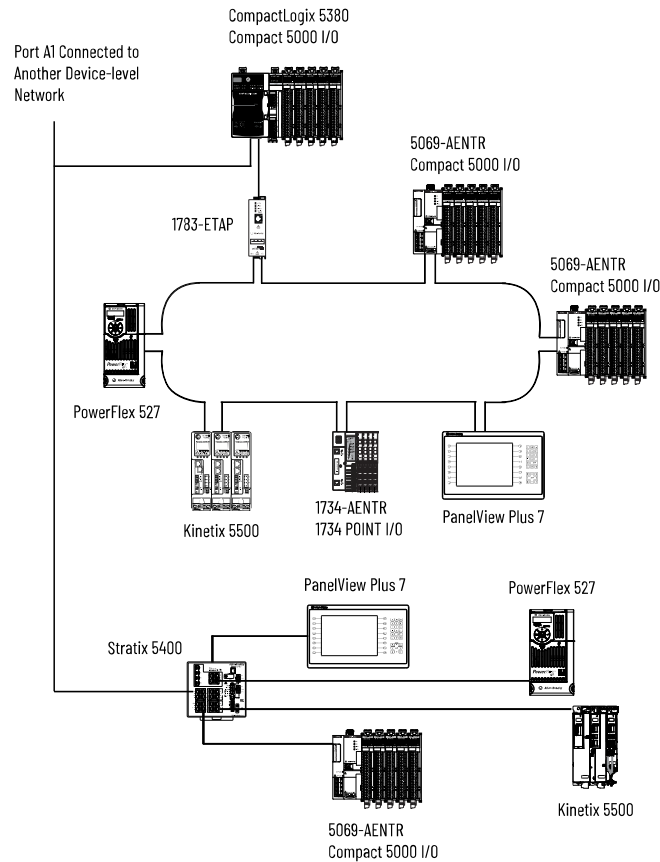 CompactLogix 5380
Compact 5000 I/O
Port A1 Connected to
Another Device-level
Network
5069-AENTR
Compact 5000 I/O
1783-ETAP
5069-AENTR
Compact 5000 I/O
PowerFlex 527
Kinetix 5500
1734-AENTR
1734 POINT I/O
PanelView Plus 7
PanelView Plus 7
PowerFlex 527
Stratix 5400
Kinetix 5500
5069-AENTR
Compact 5000 I/O